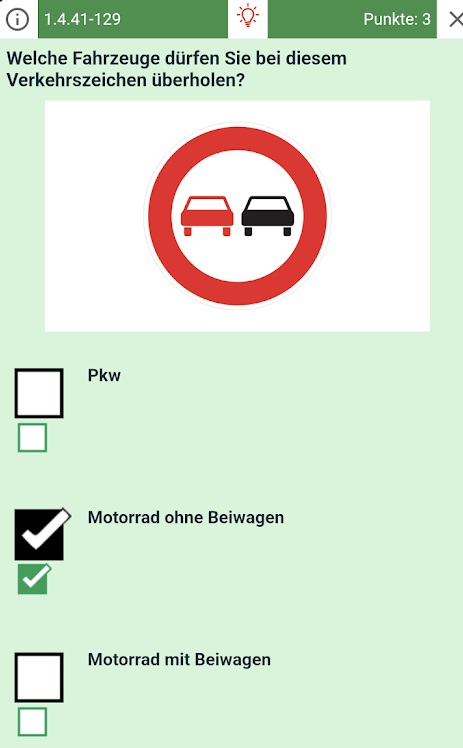 1.4.41-129
Punkte: 3
Welche Fahrzeuge dürfen Sie bei diesem
Verkehrszeichen überholen?
Pkw
Motorrad ohne Beiwagen
Motorrad mit Beiwagen